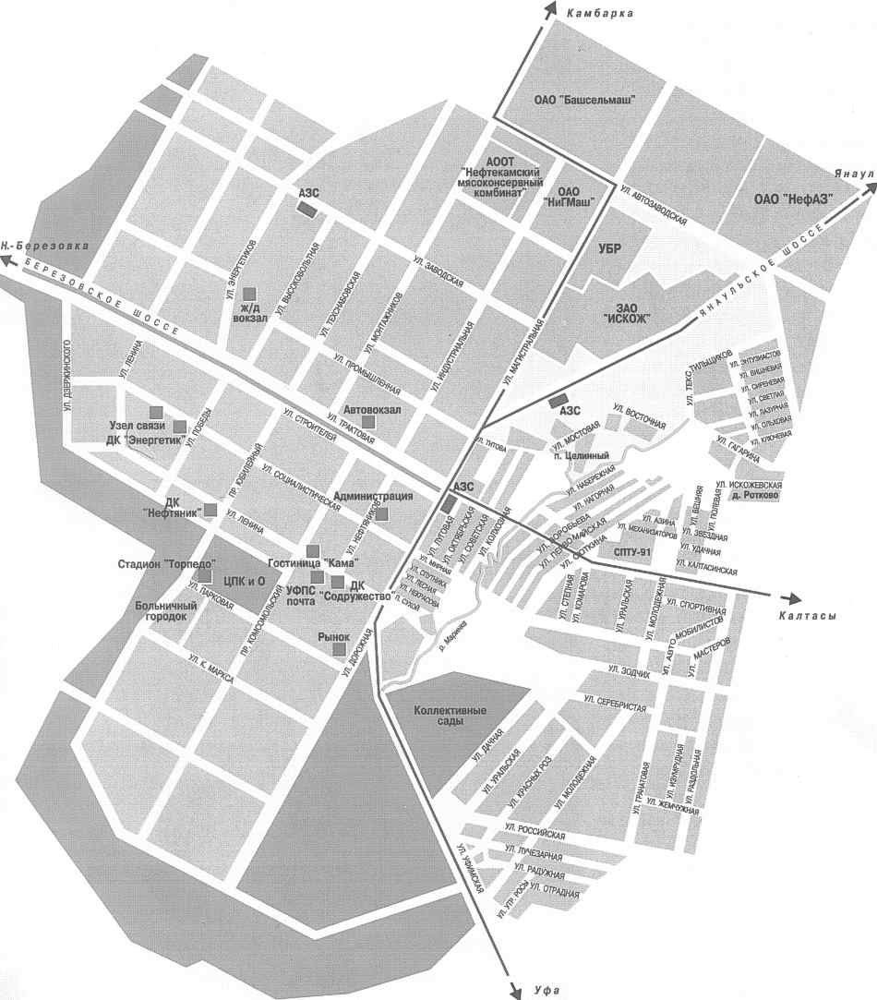 Камбарка
ОАО "Башсельмаш"
Янаул
АООТ
"Нефтекамский
мясоконсервный
комбинат"
ОАО
"НиГМаш"
УЛ. АВТОЗАВОДСКАЯ
ОАО "НефАЗ"
АЗС
Н.-Березовка
БЕРЕЗОВСКОЕ ШОССЕ
УЛ. ЭНЕРГЕТИКОВ
УЛ. ВЫСОКОВОЛЬТНАЯ
УБР
УЛ. ЗАВОДСКАЯ
ЯНАУЛЬСКОЕ ШОССЕ
ж/д
вокзал
УЛ. ТЕХСНАБОВСКАЯ
УЛ. МОНТАЖНИКОВ
ЗАО
"ИСКОЖ"
УЛ. ИНДУСТРИАЛЬНАЯ
УЛ. МАГИСТРАЛЬНАЯ
УЛ. ДЗЕРЖИНСКОГО
УЛ. ЛЕНИНА
УЛ. ПРОМЫШЛЕННАЯ
УЛ. ТЕКСТИЛЬЩИКОВ
УЛ. ЭНТУЗИАСТОВ
УЛ. ВИШНЕВАЯ
УЛ. СИРЕНЕВАЯ
УЛ. СВЕТЛАЯ
УЛ. ЛАЗУРНАЯ
УЛ. ОЛЬХОВАЯ
УЛ. КЛЮЧЕВАЯ
Узел связи
ДК "Энергетик"
УЛ. ПОБЕДЫ
УЛ. СТРОИТЕЛЕЙ
УЛ. ТРАКТОВАЯ
Автовокзал
АЗС
УЛ. ВОСТОЧНАЯ
УЛ. МОСТОВАЯ
УЛ. ТИТОВА
п. Целинный
УЛ. ГАГАРИНА
ПР. ЮБИЛЕЙНЫЙ
УЛ. СОЦИАЛИСТИЧЕСКАЯ
АЗС
УЛ. НАБЕРЕЖНАЯ
УЛ. НАГОРНАЯ
УЛ. ИСКОЖЕВСКАЯ
д. Ротково
Администрация
ДК
"Нефтяник"
УЛ. ЛЕНИНА
УЛ. НЕФТЯНИКОВ
УЛ. ЛУГОВАЯ
УЛ. ОКТЯБРЬСКАЯ
УЛ. СОВЕТСКАЯ
УЛ. КОЛХОЗНАЯ
УЛ. ВОРОБЬЕВА
УЛ. ПЕРВОМАЙСКАЯ
УЛ. СЮТКИНА
УЛ. АЗИНА
УЛ. МЕХАНИЗАТОРОВ
УЛ. ВЕШНЯЯ
УЛ. ПОЛЕВАЯ
УЛ. ЗВЕЗДНАЯ
УЛ. УДАЧНАЯ
УЛ. КАЛТАСИНСКАЯ
СПТУ-91
Стадион "Торпедо"
ЦПК и О
Гостиница "Кама"
УФПС
почта
ДК
"Содружество"
УЛ. МИРНАЯ
УЛ. СПУТНИКА
УЛ. ЛЕСНАЯ
УЛ. НЕКРАСОВА
П. СУХОЙ
УЛ. ПАРКОВАЯ
Больничный
городок
ПР. КОМСОМОЛЬСКИЙ
УЛ. СТЕПНАЯ
УЛ. КОМАРОВА
УЛ. УРАЛЬСКАЯ
УЛ. МОЛОДЕЖНАЯ
УЛ. СПОРТИВНАЯ
Калтасы
Рынок
УЛ. ДОРОЖНАЯ
р. Маринка
УЛ. К. МАРКСА
УЛ. АВТОМОБИЛИСТОВ
УЛ. МАСТЕРОВ
УЛ. ЗОДЧИХ
УЛ. СЕРЕБРИСТАЯ
Коллективные
сады
УЛ. ДАЧНАЯ
УЛ. УРАЛЬСКАЯ
УЛ. КРАСНЫХ РОЗ
УЛ. МОЛОДЕЖНАЯ
УЛ. ГРАНАТОВАЯ
УЛ. ИЗУМРУДНАЯ
УЛ. РАЗДОЛЬНАЯ
УЛ. ЖЕМЧУЖНАЯ
УЛ. РОССИЙСКАЯ
УЛ. ЛУЧЕЗАРНАЯ
УЛ. РАДУЖНАЯ
УЛ. ОТРАДНАЯ
УЛ. УТР. РОСЫ
УЛ. УФИМСКАЯ
Уфа